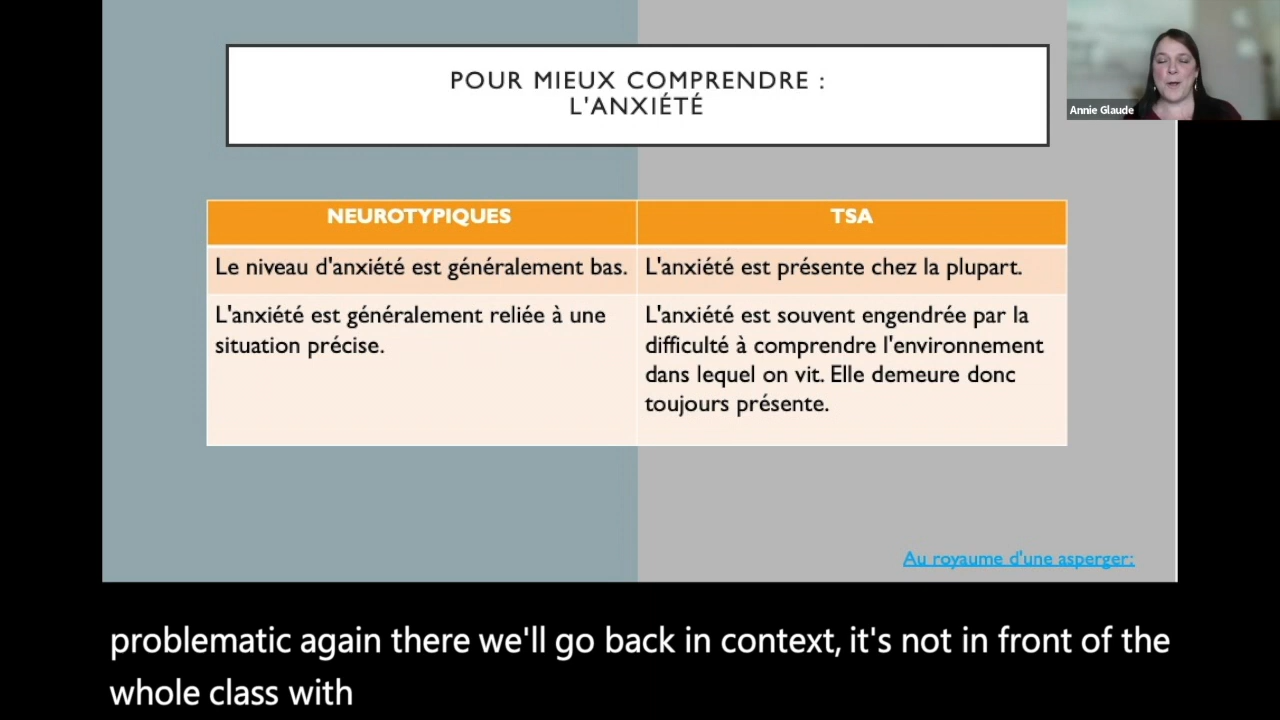 POUR MIEUX COMPRENDRE :
L'ANXIÉTÉ
Annie Glaude
NEUROTYPIQUES
TSA
Le niveau d'anxiété est généralement bas.
L'anxiété est présente chez la plupart.
L'anxiété est généralement reliée à une
situation précise.
L'anxiété est souvent engendrée par la
difficulté à comprendre l'environnement
dans lequel on vit. Elle demeure donc
toujours présente.
Au royaume d'une asperger:
problematic again there we'll go back in context, it's not in front of the
whole class with